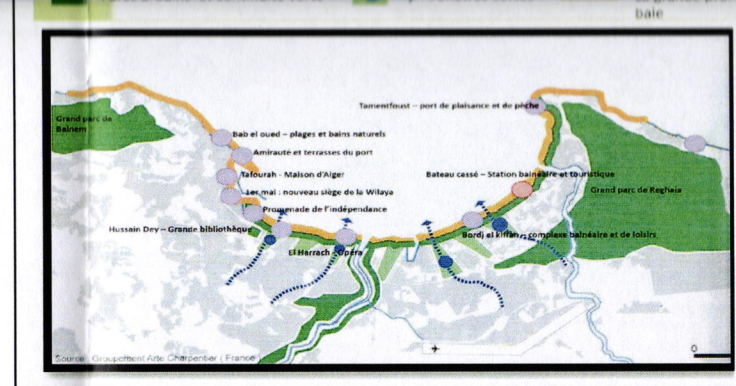 baie
Tamentfoust – port de plaisance et de pêche
Grand parc de
Bainem
Bab el oued – plages et bains naturels
Amirauté et terrasses du port
Tafourah - Maison d'Alger
Bateau cassé – Station balnéaire et touristique
1er mai : nouveau siège de la Wilaya
Grand parc de Reghaia
Promenade de l'indépendance
Hussain Dey – Grande bibliothèque
Bordj el kiffan – complexe balnéaire et de loisirs
El Harrach - Opéra
Source : Groupement Arte Charpentier ( France )
0